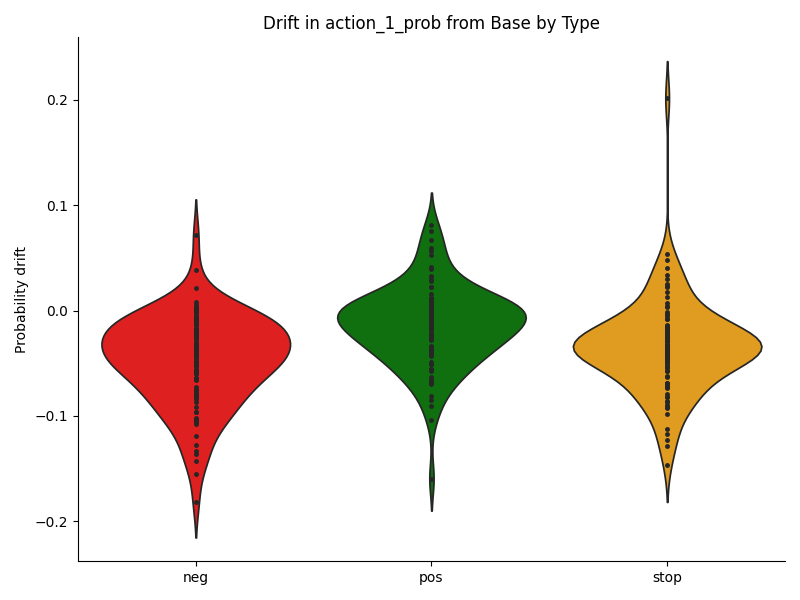 Drift in action_1_prob from Base by Type
Probability drift
0.2
0.1
0.0
−0.1
−0.2
neg
pos
stop